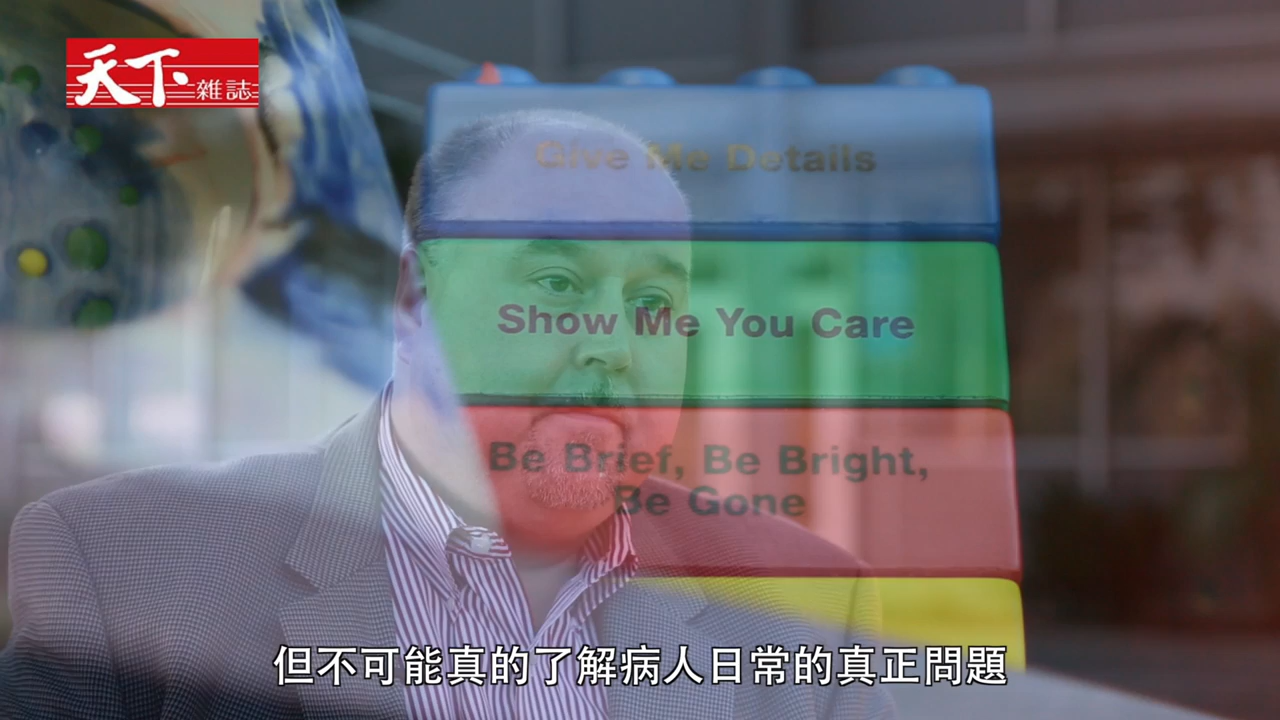 天下
雜誌
Give Me Details
Show Me You Care
Be Brief, Be Bright,
Be Gone
但不可能真的了解病人日常的真正問題